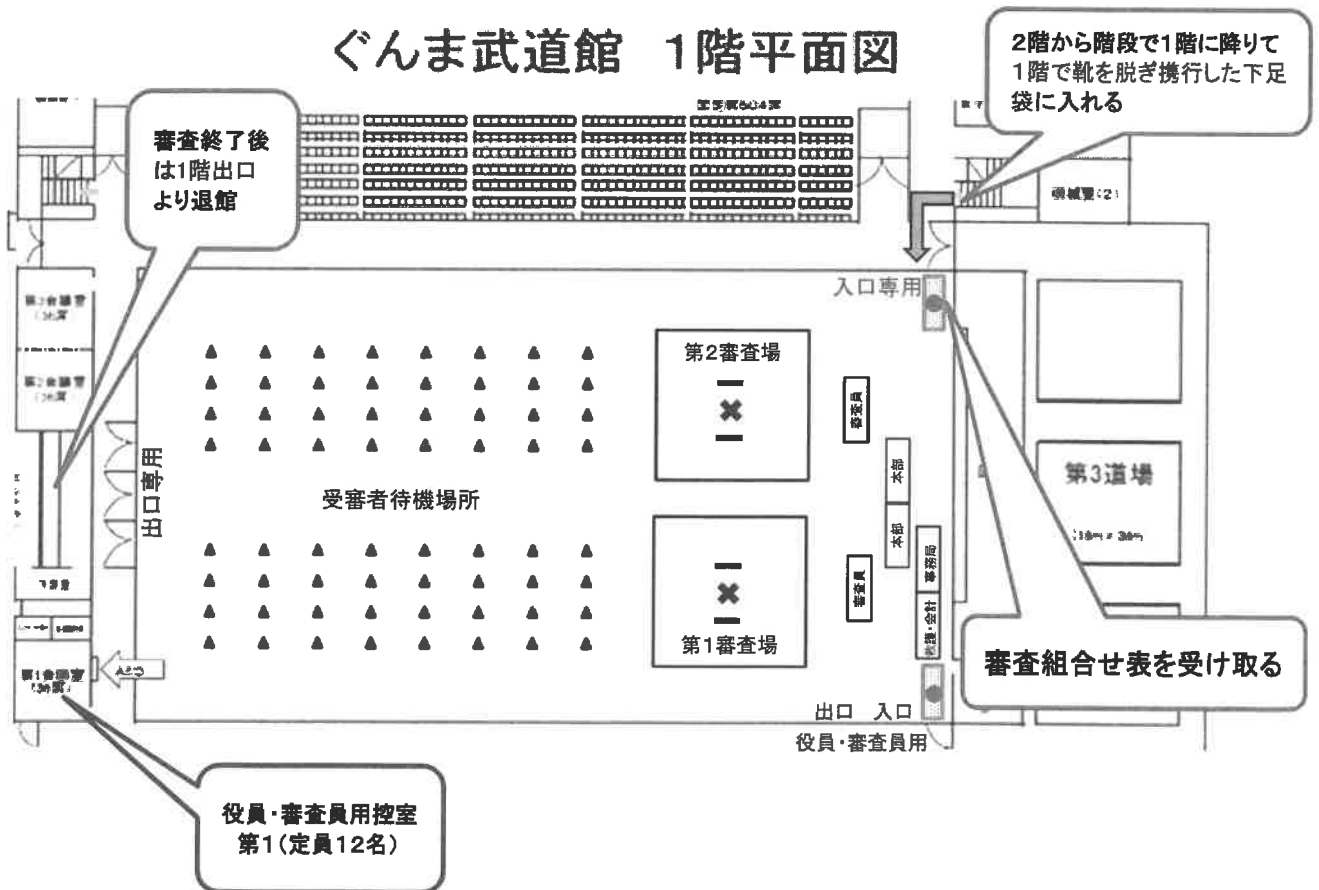 ぐんま武道館 1階平面図
2階から階段で1階に降りて
1階で靴を脱ぎ携行した下足
袋に入れる
審査終了後
は1階出口
より退館
入口専用
第2審査場
審査員
本部
出口専用
受審者待機場所
第3道場
本部
事務局
審査員
救護・会計
第1審査場
審査組合せ表を受け取る
出口 入口
役員・審査員用
役員・審査員用控室
第1(定員12名)